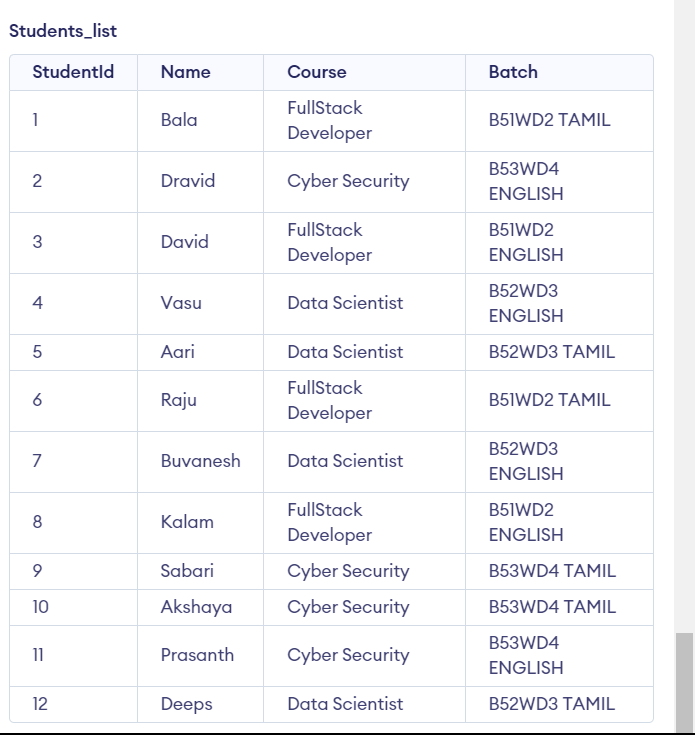 Students_list
StudentId Name Course Batch
1 Bala FullStack Developer B51WD2 TAMIL
2 Dravid Cyber Security B53WD4 ENGLISH
3 David FullStack Developer B51WD2 ENGLISH
4 Vasu Data Scientist B52WD3 ENGLISH
5 Aari Data Scientist B52WD3 TAMIL
6 Raju FullStack Developer B51WD2 TAMIL
7 Buvanesh Data Scientist B52WD3 ENGLISH
8 Kalam FullStack Developer B51WD2 ENGLISH
9 Sabari Cyber Security B53WD4 TAMIL
10 Akshaya Cyber Security B53WD4 TAMIL
11 Prasanth Cyber Security B53WD4 ENGLISH
12 Deeps Data Scientist B52WD3 TAMIL